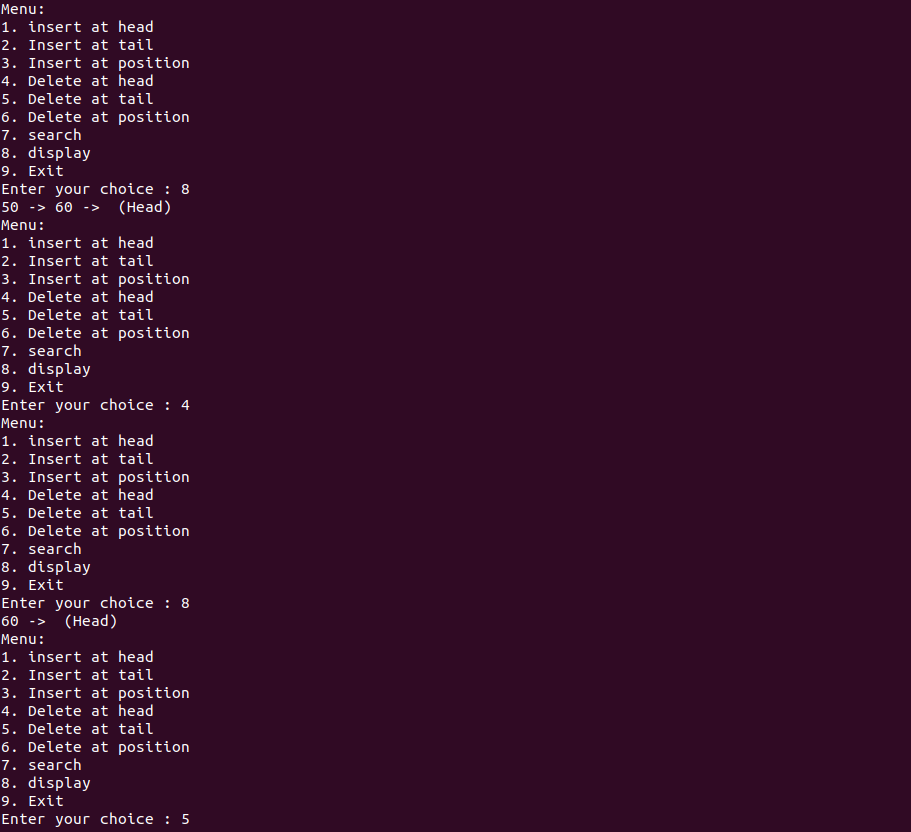 Menu:
1. insert at head
2. Insert at tail
3. Insert at position
4. Delete at head
5. Delete at tail
6. Delete at position
7. search
8. display
9. Exit
Enter your choice : 8
50 -> 60 ->  (Head)
Menu:
1. insert at head
2. Insert at tail
3. Insert at position
4. Delete at head
5. Delete at tail
6. Delete at position
7. search
8. display
9. Exit
Enter your choice : 4
Menu:
1. insert at head
2. Insert at tail
3. Insert at position
4. Delete at head
5. Delete at tail
6. Delete at position
7. search
8. display
9. Exit
Enter your choice : 8
60 ->  (Head)
Menu:
1. insert at head
2. Insert at tail
3. Insert at position
4. Delete at head
5. Delete at tail
6. Delete at position
7. search
8. display
9. Exit
Enter your choice : 5